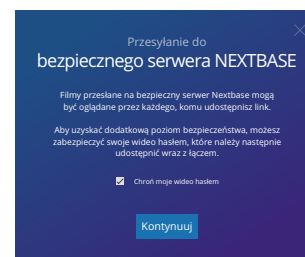 Przesyłanie do
bezpiecznego serwera NEXTBASE
Filmy przesłane na bezpieczny serwer Nextbase mogą
być oglądane przez każdego, komu udostępnisz link.
Aby uzyskać dodatkową poziom bezpieczeństwa, możesz
zabezpieczyć swoje wideo hasłem, które należy następnie
udostępnić wraz z łączem.
Chroń moje wideo hasłem
Kontynuuj